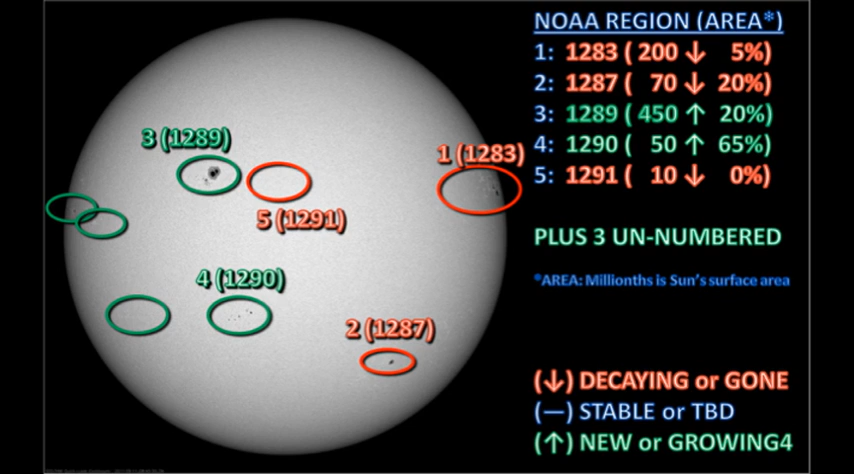 NOAA REGION (AREA*)
1: 1283 ( 200 ↓ 5%)
2: 1287 ( 70 ↓ 20%)
3: 1289 ( 450 ↑ 20%)
4: 1290 ( 50 ↑ 65%)
5: 1291 ( 10 ↓ 0%)
PLUS 3 UN-NUMBERED
*AREA: Millionths is Sun's surface area
(↓) DECAYING or GONE
(—) STABLE or TBD
(↑) NEW or GROWING4
3 (1289)
1 (1283)
5 (1291)
4 (1290)
2 (1287)